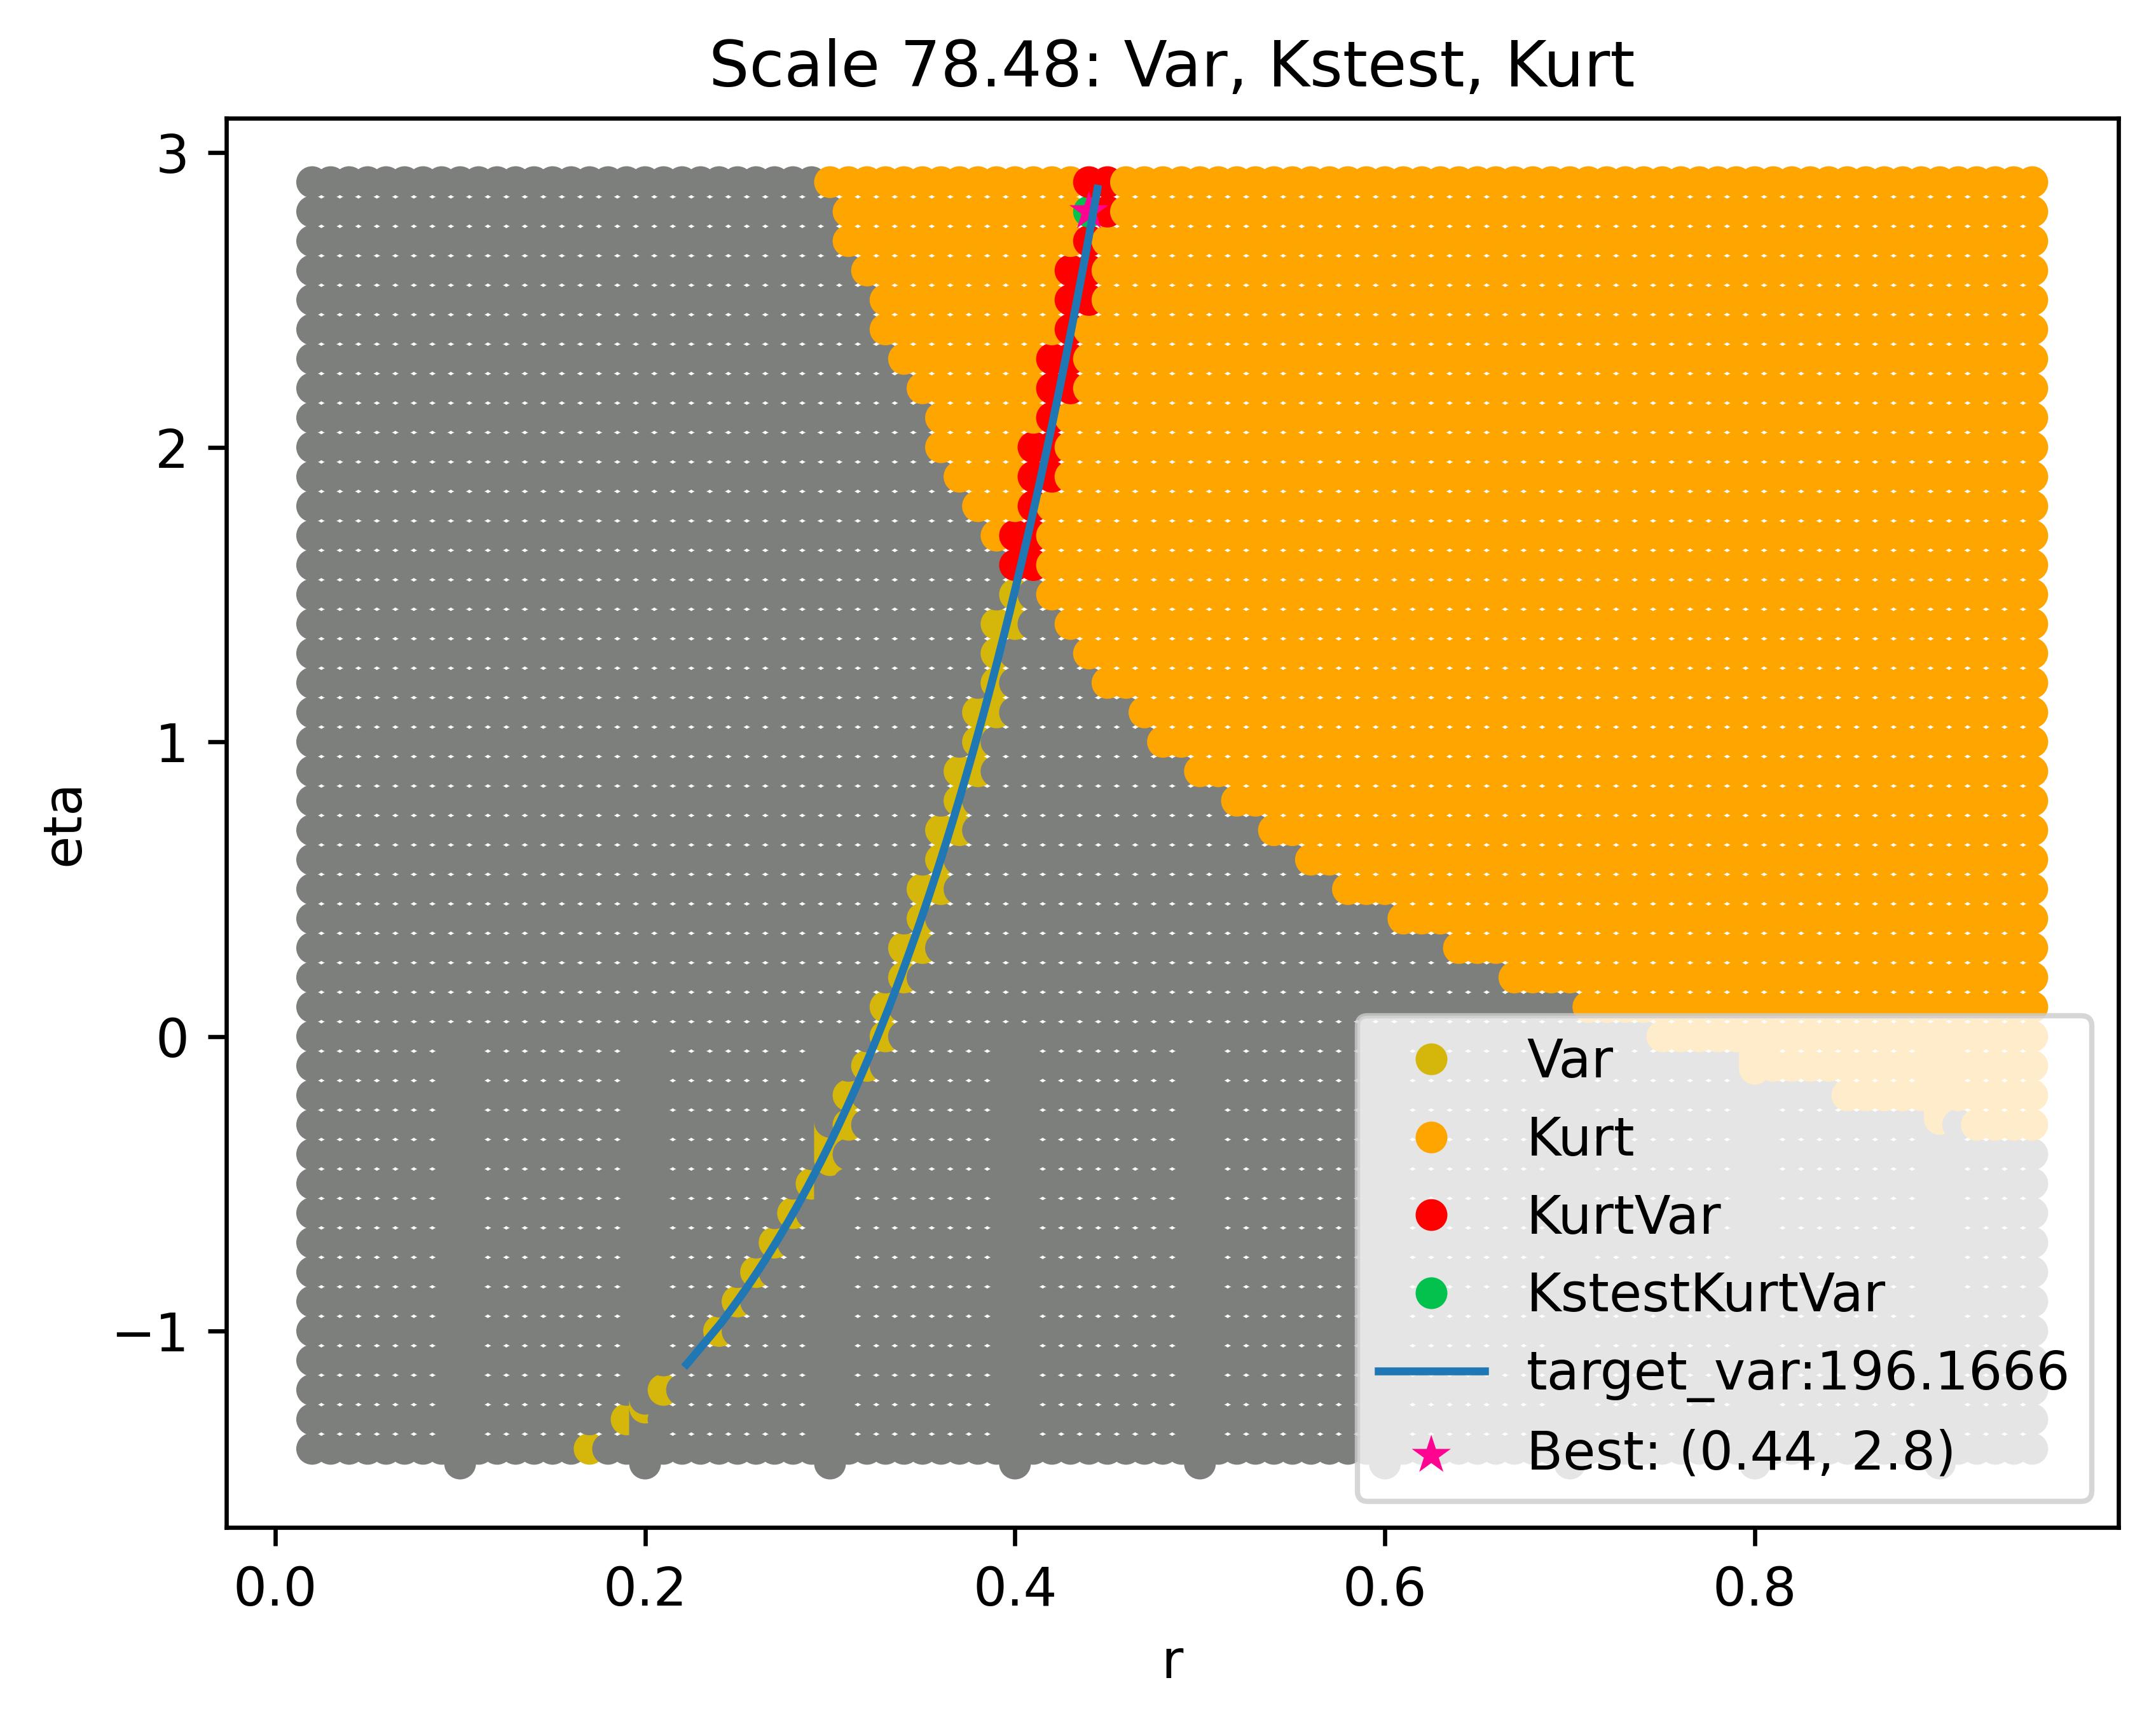 Scale 78.48: Var, Kstest, Kurt
3
2
1
0
−1
eta
Var
Kurt
KurtVar
KstestKurtVar
target_var:196.1666
Best: (0.44, 2.8)
0.0 0.2 0.4 0.6 0.8
r